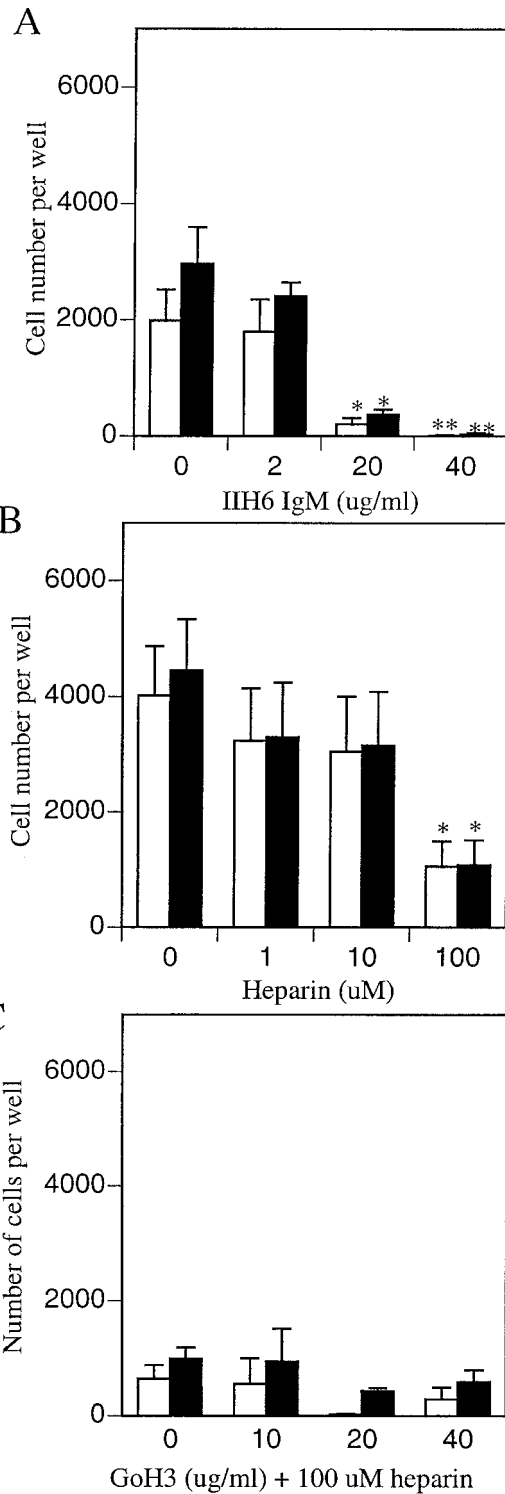 A
Cell number per well
6000
4000
2000
0
* *
** **
0 2 20 40
IIH6 IgM (ug/ml)
B
Cell number per well
6000
4000
2000
0
* *
0 1 10 100
Heparin (uM)
Number of cells per well
6000
4000
2000
0
0 10 20 40
GoH3 (ug/ml) + 100 uM heparin